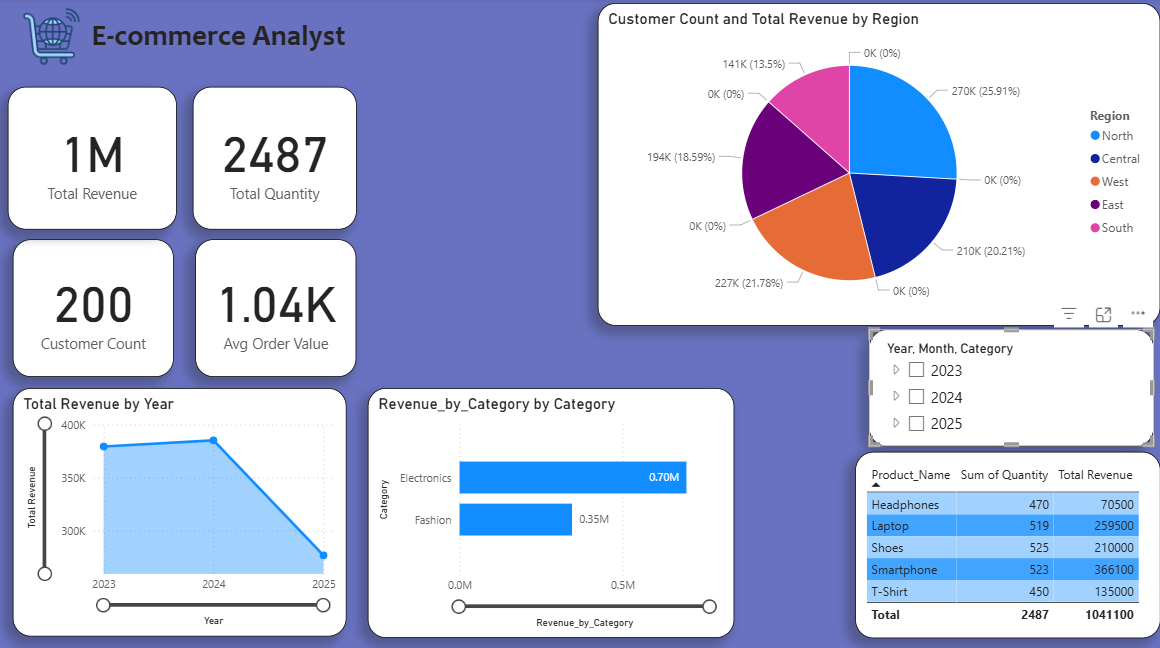 E-commerce Analyst
1M
Total Revenue
2487
Total Quantity
200
Customer Count
1.04K
Avg Order Value
Customer Count and Total Revenue by Region
0K (0%)
141K (13.5%)
270K (25.91%)
0K (0%)
194K (18.59%)
0K (0%)
0K (0%)
210K (20.21%)
227K (21.78%)
0K (0%)
Region
North
Central
West
East
South
Year, Month, Category
2023
2024
2025
Total Revenue by Year
Total Revenue
400K
350K
300K
2023 2024 2025
Year
Revenue_by_Category by Category
Category
Electronics 0.70M
Fashion 0.35M
0.0M 0.5M
Revenue_by_Category
Product_Name Sum of Quantity Total Revenue
Headphones 470 70500
Laptop 519 259500
Shoes 525 210000
Smartphone 523 366100
T-Shirt 450 135000
Total 2487 1041100